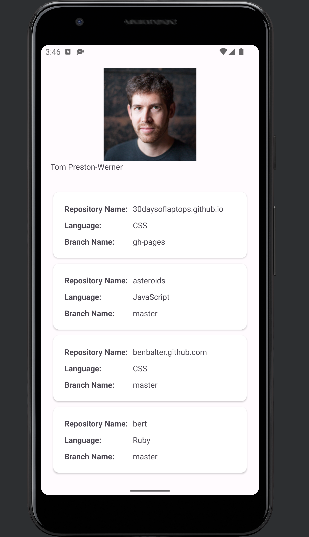 3:46
Tom Preston-Werner
Repository Name: 30daysoflaptops.github.io
Language: CSS
Branch Name: gh-pages
Repository Name: asteroids
Language: JavaScript
Branch Name: master
Repository Name: benbalter.github.com
Language: CSS
Branch Name: master
Repository Name: bert
Language: Ruby
Branch Name: master